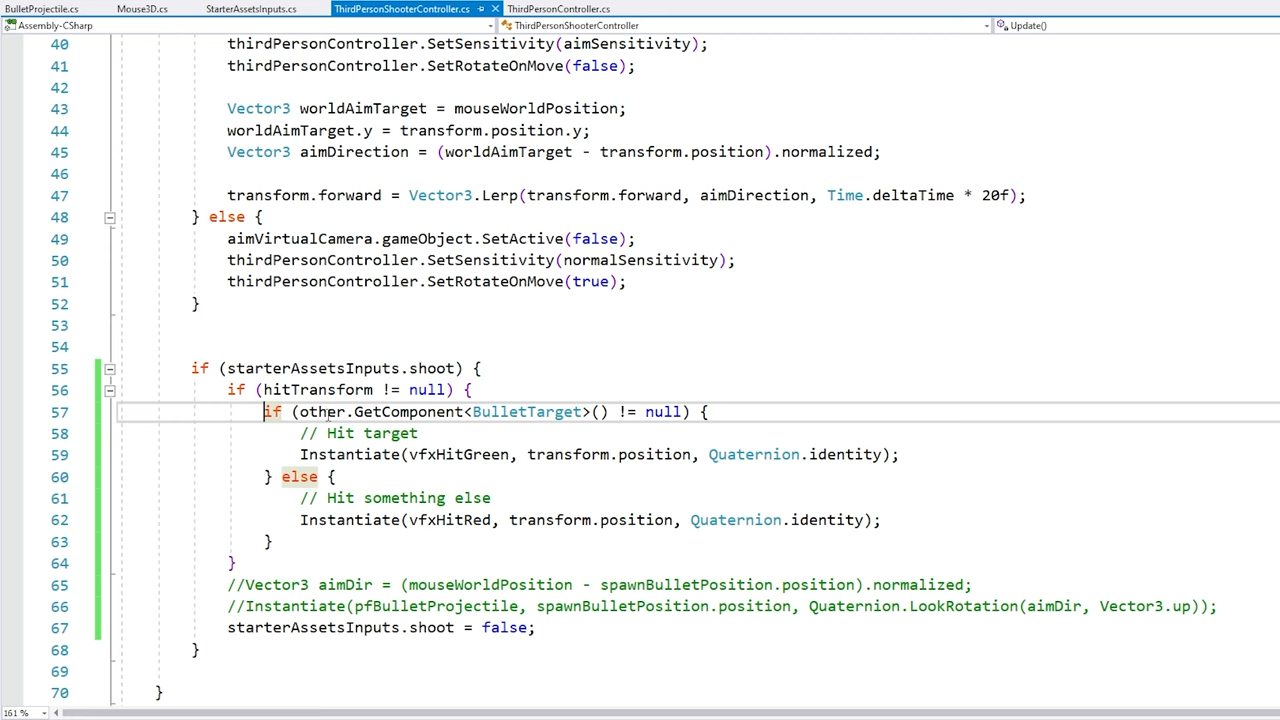 BulletProjectile.cs Mouse3D.cs StarterAssetsInputs.cs ThirdPersonShooterController.cs ThirdPersonController.cs
Assembly-CSharp ThirdPersonShooterController Update()
40 thirdPersonController.SetSensitivity(aimSensitivity);
41 thirdPersonController.SetRotateOnMove(false);
42
43 Vector3 worldAimTarget = mouseWorldPosition;
44 worldAimTarget.y = transform.position.y;
45 Vector3 aimDirection = (worldAimTarget - transform.position).normalized;
46
47 transform.forward = Vector3.Lerp(transform.forward, aimDirection, Time.deltaTime * 20f);
48 } else {
49 aimVirtualCamera.gameObject.SetActive(false);
50 thirdPersonController.SetSensitivity(normalSensitivity);
51 thirdPersonController.SetRotateOnMove(true);
52 }
53
54
55 if (starterAssetsInputs.shoot) {
56 if (hitTransform != null) {
57 if (other.GetComponent<BulletTarget>() != null) {
58 // Hit target
59 Instantiate(vfxHitGreen, transform.position, Quaternion.identity);
60 } else {
61 // Hit something else
62 Instantiate(vfxHitRed, transform.position, Quaternion.identity);
63 }
64 }
65 //Vector3 aimDir = (mouseWorldPosition - spawnBulletPosition.position).normalized;
66 //Instantiate(pfBulletProjectile, spawnBulletPosition.position, Quaternion.LookRotation(aimDir, Vector3.up));
67 starterAssetsInputs.shoot = false;
68 }
69
70 }
161 %